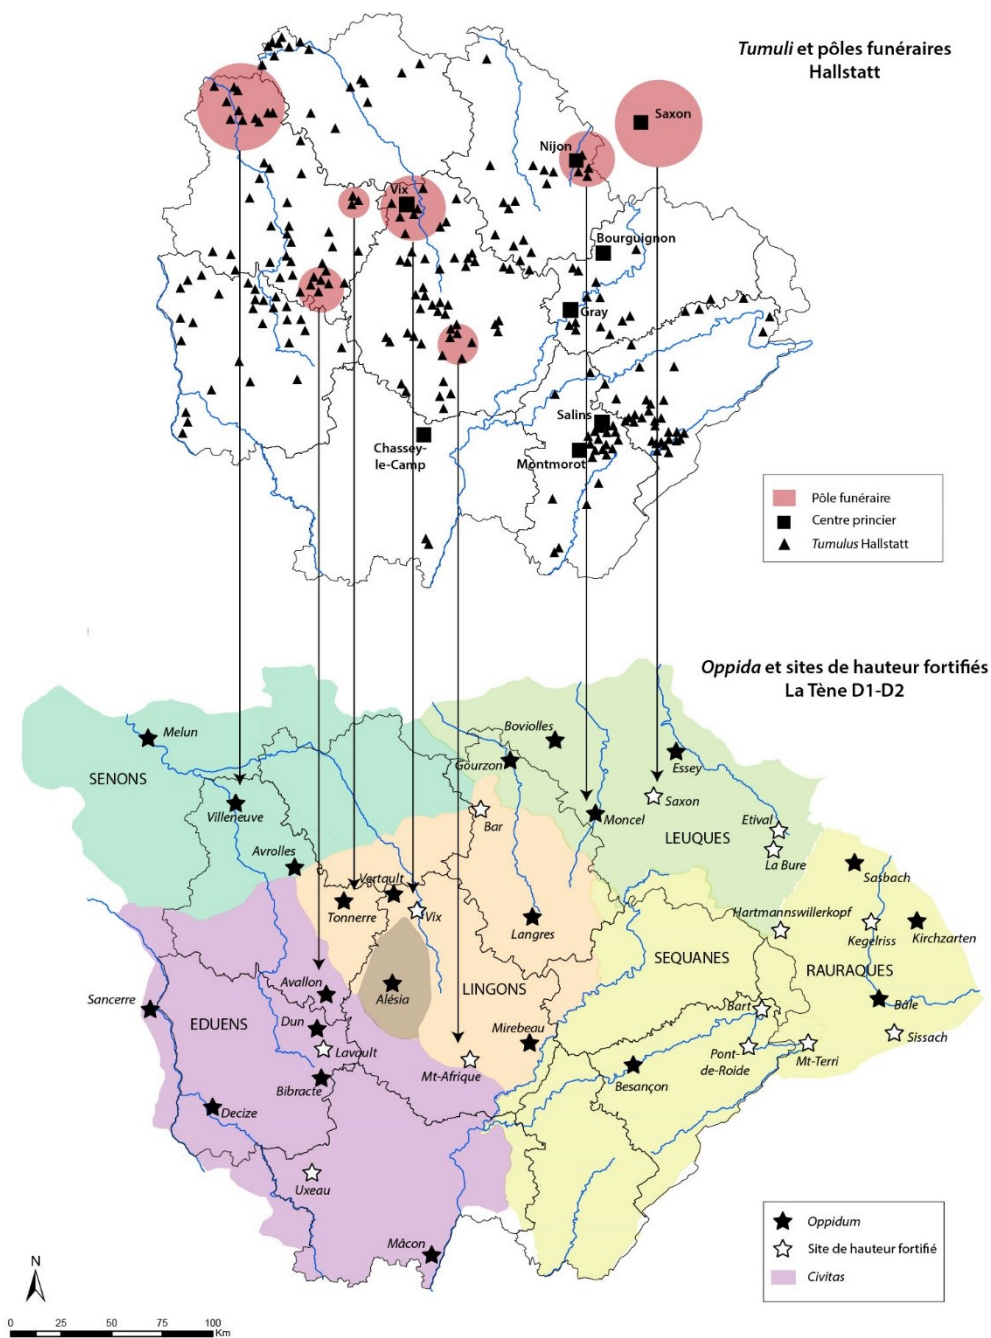 Tumuli et pôles funéraires
Hallstatt
Saxon
Nijon
Vix
Bourguignon
Gray
Salins
Chassey-
le-Camp
Montmorot
Pôle funéraire
Centre princier
Tumulus Hallstatt
Oppida et sites de hauteur fortifiés
La Tène D1-D2
Melun
Boviolles
SENONS
Gourzon
Essey
Saxon
Villeneuve
Bar
Moncel
Etival
LEUQUES
Avrolles
La Bure
Vertault
Sasbach
Tonnerre
Vix
Langres
Hartmannswillerkopf
Kegelriss
Kirchzarten
SEQUANES
RAURAQUES
Avallon
Alésia
LINGONS
Sancerre
Bart
Bâle
EDUENS
Dun
Mirebeau
Sissach
Lavault
Mt-Afrique
Pont-
de-Roide
Mt-Terri
Bibracte
Besançon
Decize
Uxeau
Mâcon
Oppidum
Site de hauteur fortifié
Civitas
N
0 25 50 100
Km